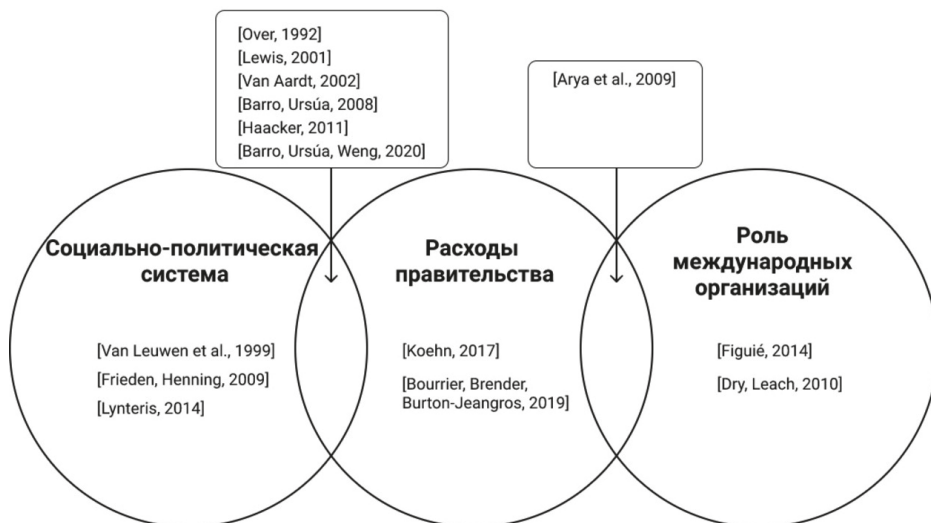 [Over, 1992]
[Lewis, 2001]
[Van Aardt, 2002]
[Barro, Ursúa, 2008]
[Haacker, 2011]
[Barro, Ursúa, Weng, 2020]
[Arya et al., 2009]
Социально-политическая
система
[Van Leuwen et al., 1999]
[Frieden, Henning, 2009]
[Lynteris, 2014]
Расходы
правительства
[Koehn, 2017]
[Bourrier, Brender,
Burton-Jeangros, 2019]
Роль
международных
организаций
[Figuié, 2014]
[Dry, Leach, 2010]